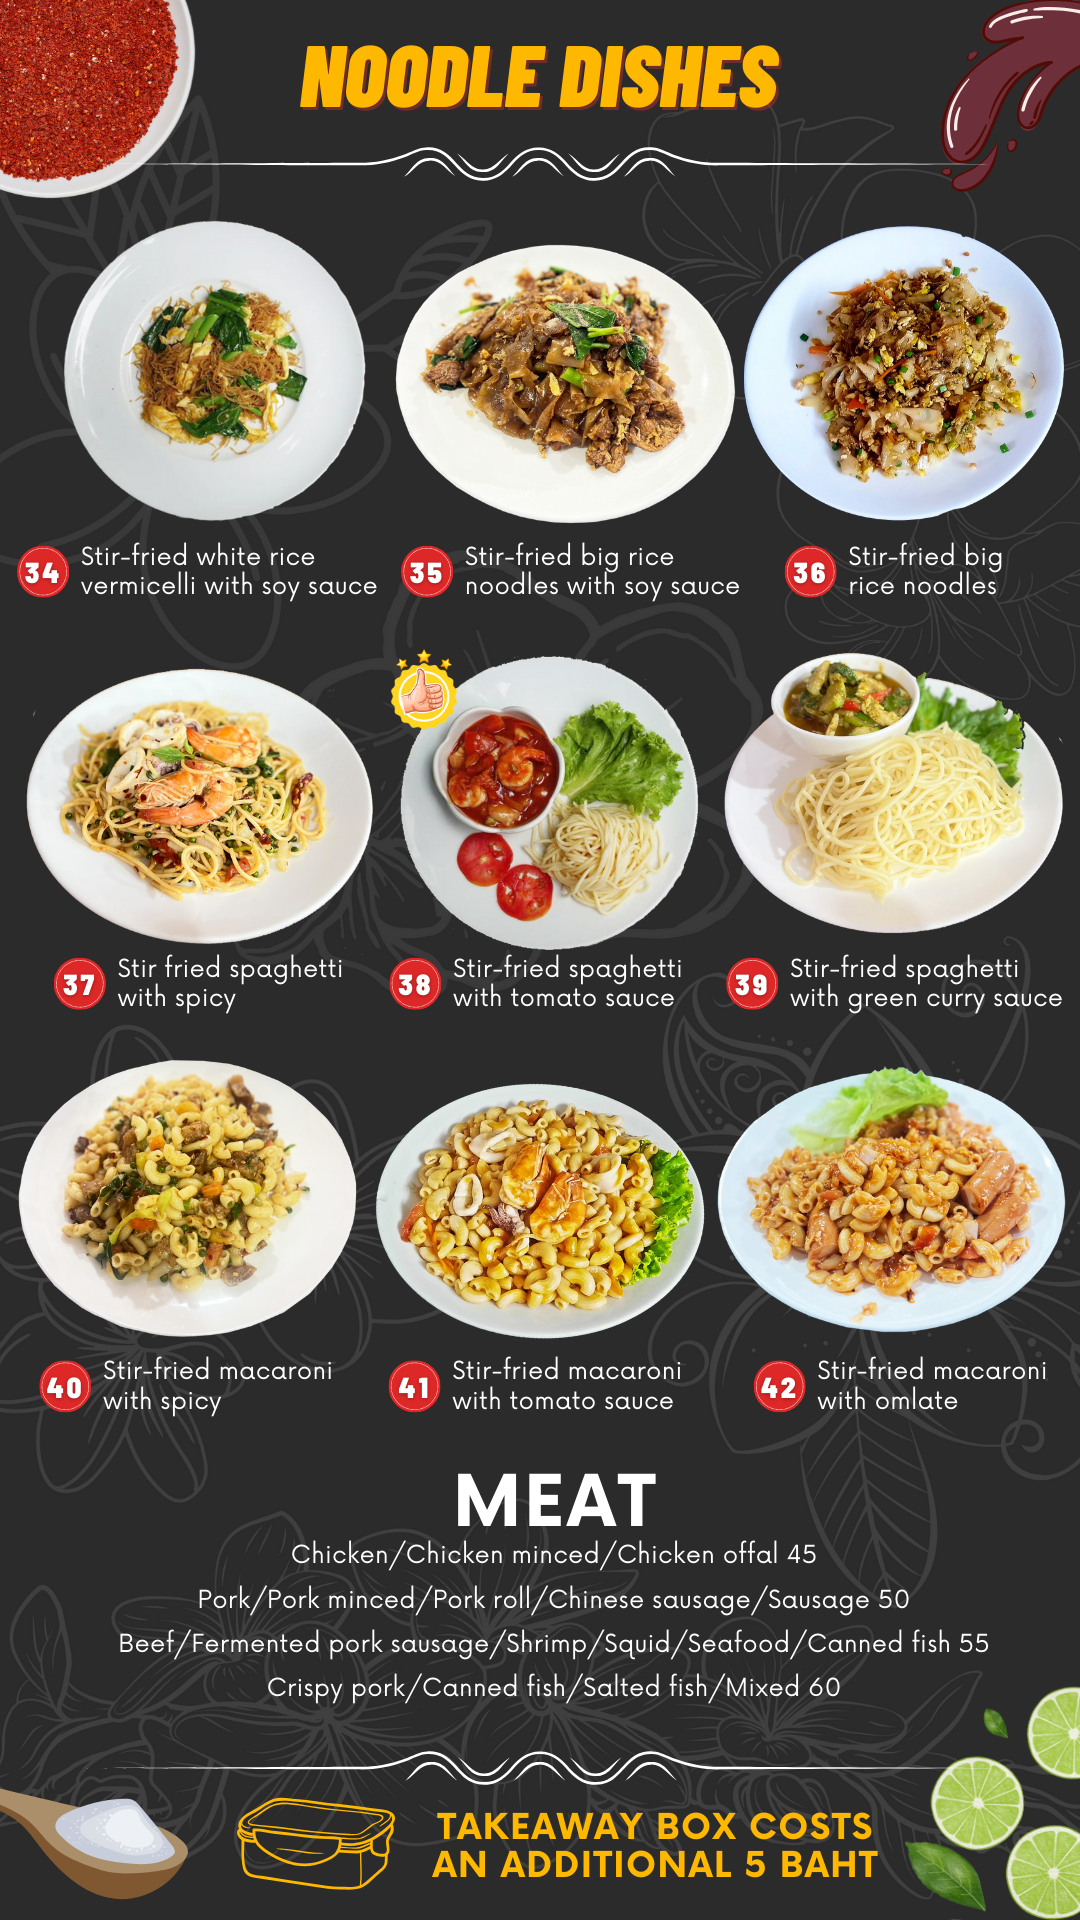 NOODLE DISHES
34 Stir-fried white rice
vermicelli with soy sauce
35 Stir-fried big rice
noodles with soy sauce
36 Stir-fried big
rice noodles
37 Stir fried spaghetti
with spicy
38 Stir-fried spaghetti
with tomato sauce
39 Stir-fried spaghetti
with green curry sauce
40 Stir-fried macaroni
with spicy
41 Stir-fried macaroni
with tomato sauce
42 Stir-fried macaroni
with omlate
MEAT
Chicken/Chicken minced/Chicken offal 45
Pork/Pork minced/Pork roll/Chinese sausage/Sausage 50
Beef/Fermented pork sausage/Shrimp/Squid/Seafood/Canned fish 55
Crispy pork/Canned fish/Salted fish/Mixed 60
TAKEAWAY BOX COSTS
AN ADDITIONAL 5 BAHT